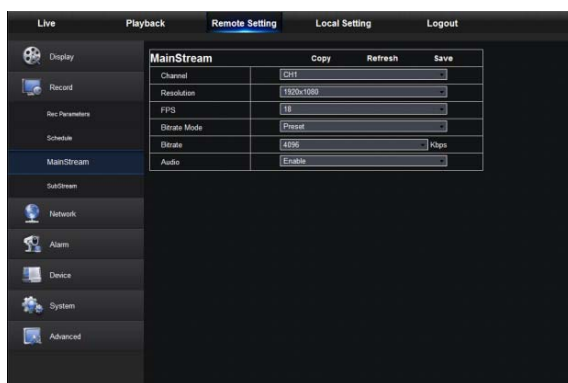 Live Playback Remote Setting Local Setting Logout
Display
Record
Rec Parameters
Schedule
MainStream
SubStream
Network
Alarm
Device
System
Advanced
MainStream Copy Refresh Save
Channel CH1
Resolution 1920x1080
FPS 18
Bitrate Mode Preset
Bitrate 4096 Kbps
Audio Enable